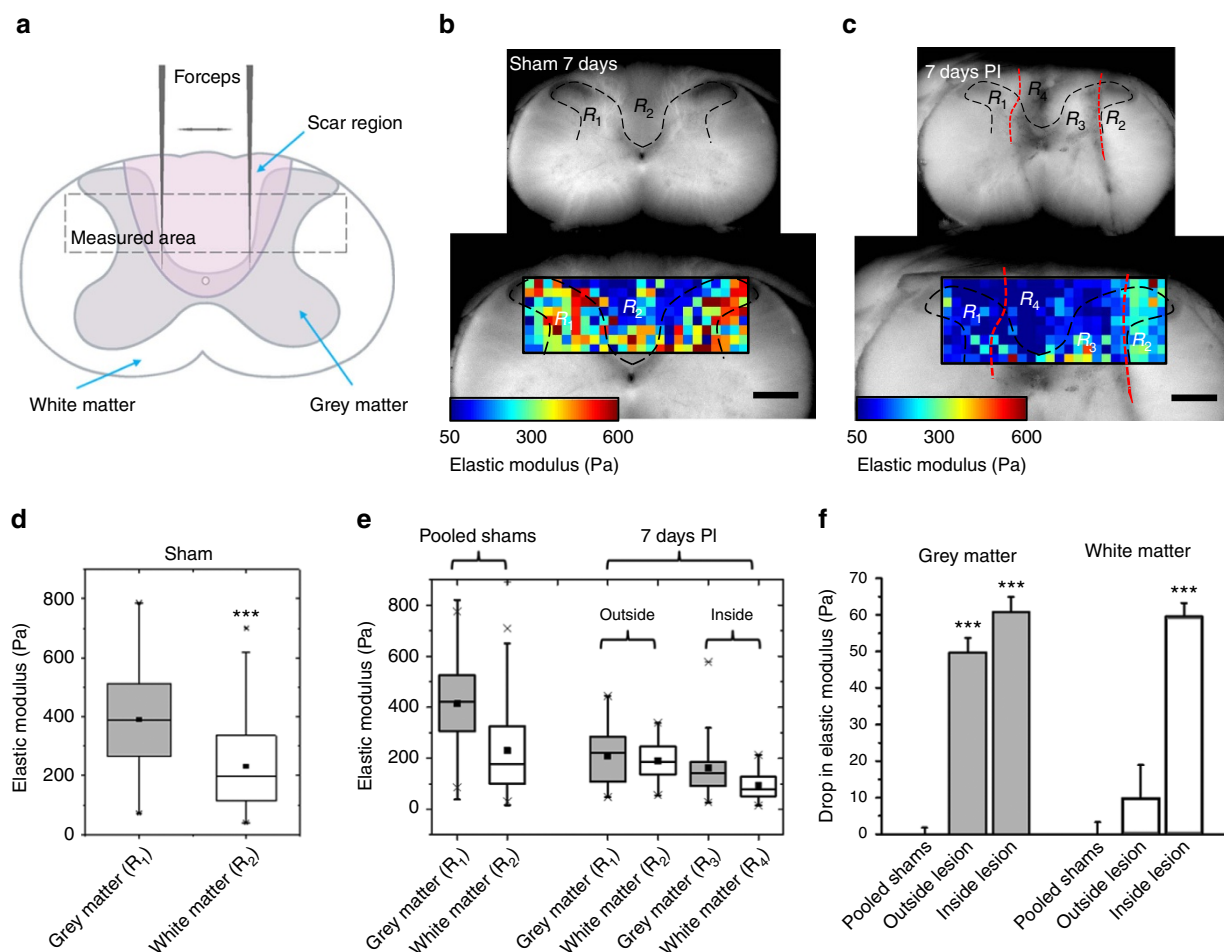 a
Forceps
Scar region
Measured area
White matter
Grey matter
b
Sham 7 days
R1
R2
R1
R2
50 300 600
Elastic modulus (Pa)
c
7 days PI
R1
R4
R3
R2
R1
R4
R3
R2
50 300 600
Elastic modulus (Pa)
d
Sham
Elastic modulus (Pa)
800
600
400
200
0
***
Grey matter (R1)
White matter (R2)
e
Pooled shams
7 days PI
Outside
Inside
Elastic modulus (Pa)
800
600
400
200
0
Grey matter (R1)
White matter (R2)
Grey matter (R1)
White matter (R2)
Grey matter (R3)
White matter (R4)
f
Grey matter
White matter
Drop in elastic modulus (Pa)
70
60
50
40
30
20
10
0
***
***
***
Pooled shams
Outside lesion
Inside lesion
Pooled shams
Outside lesion
Inside lesion